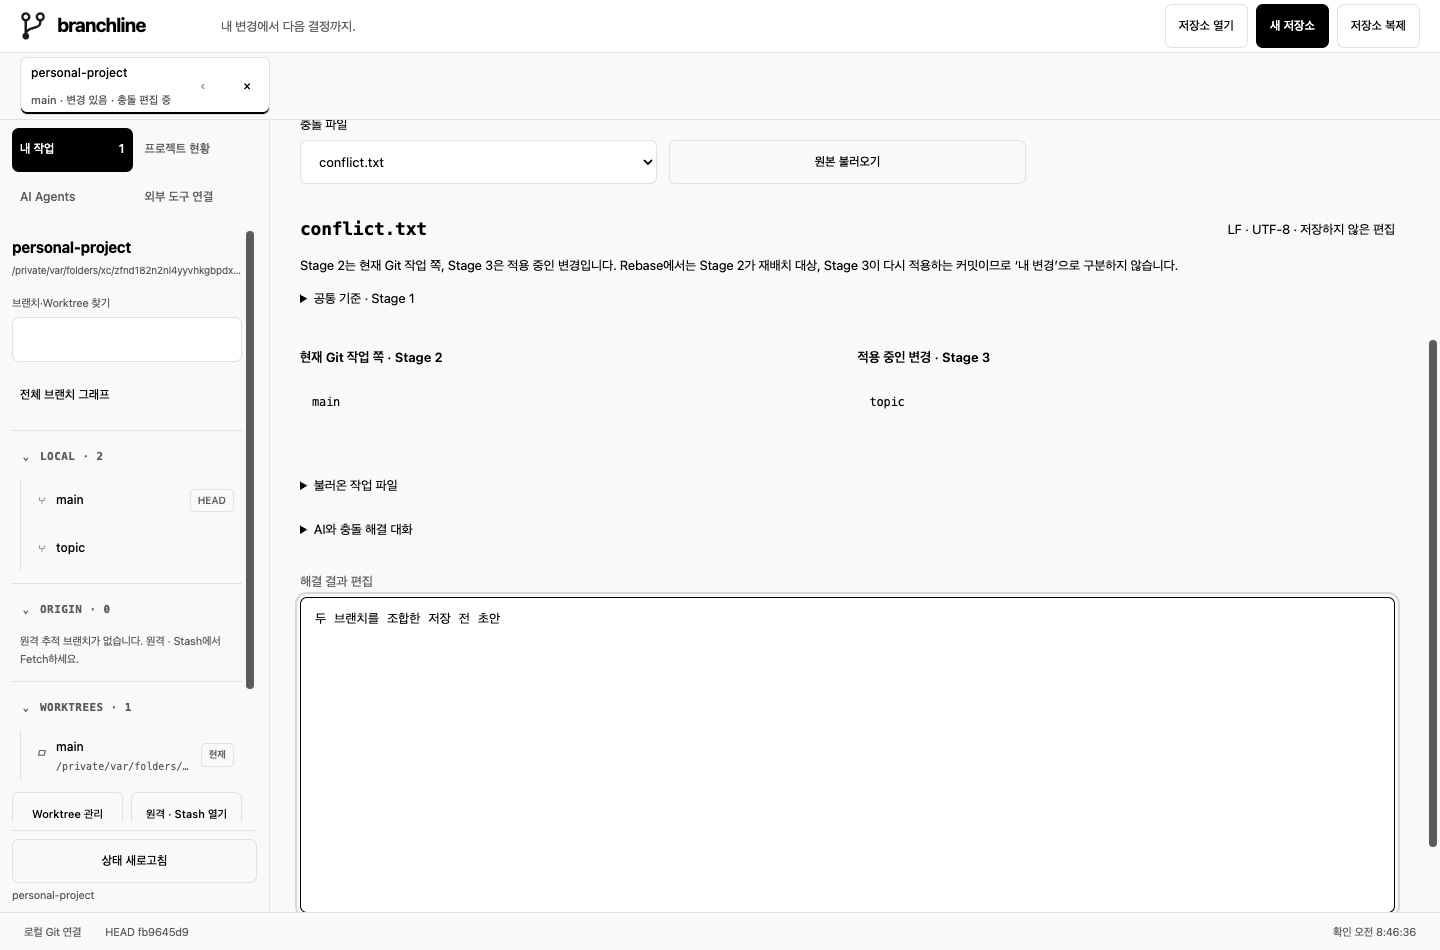 branchline
내 변경에서 다음 결정까지.
저장소 열기
새 저장소
저장소 복제
personal-project
main · 변경 있음 · 충돌 편집 중
내 작업 1
프로젝트 현황
AI Agents
외부 도구 연결
personal-project
/private/var/folders/xc/zfnd182n2nl4yyvhkgbpdx...
브랜치·Worktree 찾기
전체 브랜치 그래프
LOCAL · 2
main HEAD
topic
ORIGIN · 0
원격 추적 브랜치가 없습니다. 원격 · Stash에서
Fetch하세요.
WORKTREES · 1
main
/private/var/folders/…
현재
Worktree 관리
원격 · Stash 열기
상태 새로고침
personal-project
충돌 파일
conflict.txt
원본 불러오기
conflict.txt
LF · UTF-8 · 저장하지 않은 편집
Stage 2는 현재 Git 작업 쪽, Stage 3은 적용 중인 변경입니다. Rebase에서는 Stage 2가 재배치 대상, Stage 3이 다시 적용하는 커밋이므로 ‘내 변경’으로 구분하지 않습니다.
공통 기준 · Stage 1
현재 Git 작업 쪽 · Stage 2
적용 중인 변경 · Stage 3
main
topic
불러온 작업 파일
AI와 충돌 해결 대화
해결 결과 편집
두 브랜치를 조합한 저장 전 초안
로컬 Git 연결
HEAD fb9645d9
확인 오전 8:46:36